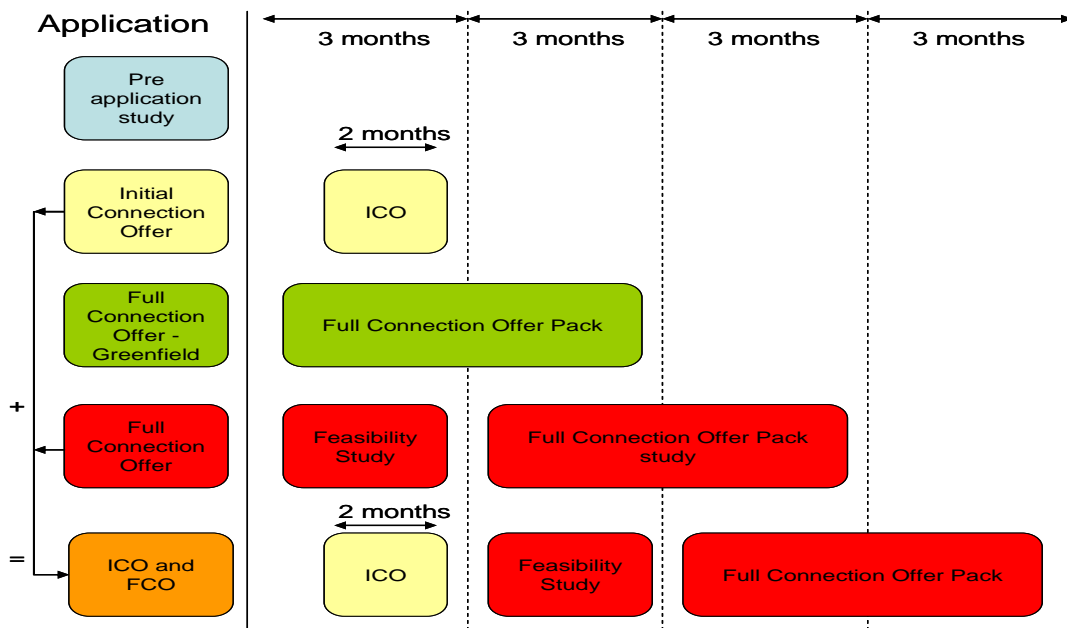 Application
3 months
3 months
3 months
3 months
Pre
application
study
2 months
Initial
Connection
Offer
ICO
Full
Connection
Offer -
Greenfield
Full Connection Offer Pack
+
Full
Connection
Offer
Feasibility
Study
Full Connection Offer Pack
study
2 months
=
ICO and
FCO
ICO
Feasibility
Study
Full Connection Offer Pack